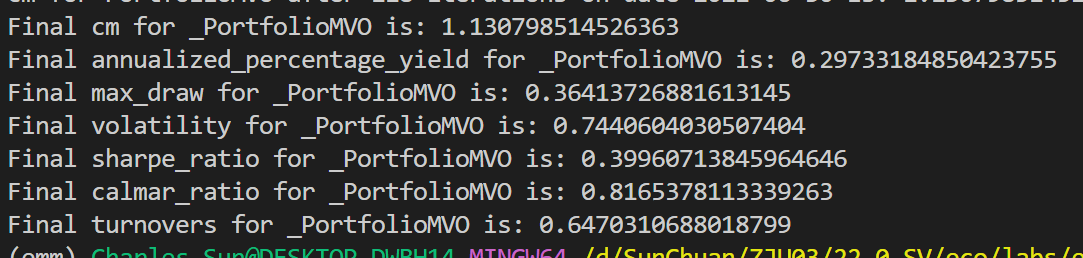 Final cm for _PortfolioMVO is: 1.130798514526363
Final annualized_percentage_yield for _PortfolioMVO is: 0.29733184850423755
Final max_draw for _PortfolioMVO is: 0.36413726881613145
Final volatility for _PortfolioMVO is: 0.7440604030507404
Final sharpe_ratio for _PortfolioMVO is: 0.39960713845964646
Final calmar_ratio for _PortfolioMVO is: 0.8165378113339263
Final turnovers for _PortfolioMVO is: 0.6470310688018799